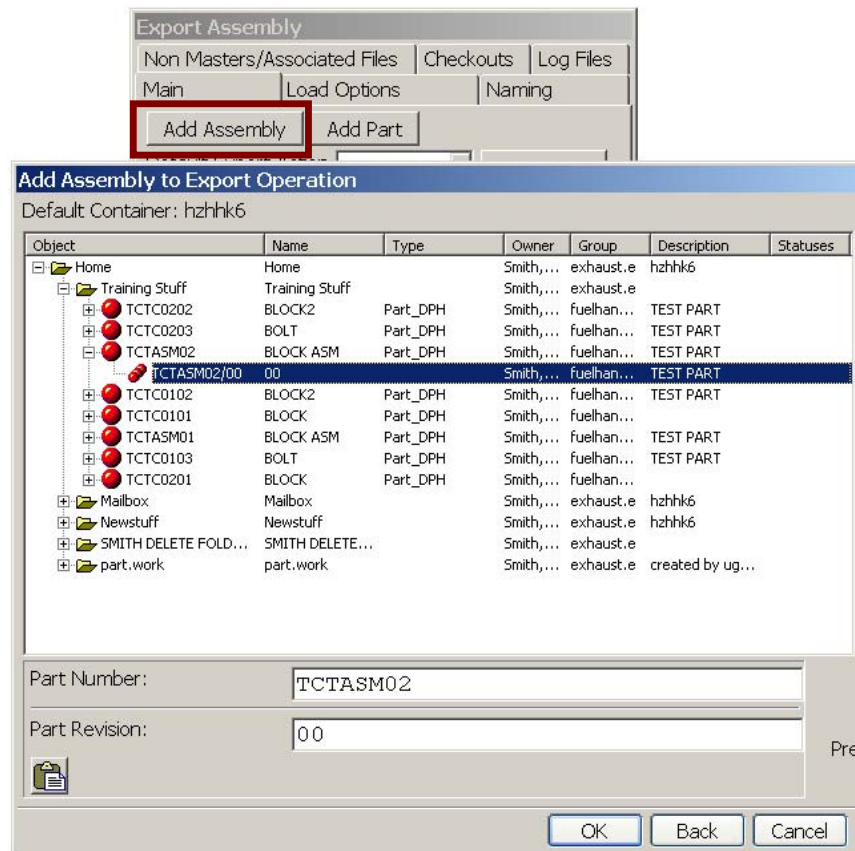 Export Assembly
Non Masters/Associated Files Checkouts Log Files
Main Load Options Naming
Add Assembly Add Part
Add Assembly to Export Operation
Default Container: hzhhk6
Object Name Type Owner Group Description Statuses
Home Home Smith,... exhaust.e hzhhk6
Training Stuff Training Stuff Smith,... exhaust.e
TCTC0202 BLOCK2 Part_DPH Smith,... fuelhan... TEST PART
TCTC0203 BOLT Part_DPH Smith,... fuelhan... TEST PART
TCTASM02 BLOCK ASM Part_DPH Smith,... fuelhan... TEST PART
TCTASM02/00 00 Smith,... fuelhan... TEST PART
TCTC0102 BLOCK2 Part_DPH Smith,... fuelhan... TEST PART
TCTC0101 BLOCK Part_DPH Smith,... fuelhan...
TCTASM01 BLOCK ASM Part_DPH Smith,... fuelhan... TEST PART
TCTC0103 BOLT Part_DPH Smith,... fuelhan... TEST PART
TCTC0201 BLOCK Part_DPH Smith,... fuelhan...
Mailbox Mailbox Smith,... exhaust.e hzhhk6
Newstuff Newstuff Smith,... exhaust.e hzhhk6
SMITH DELETE FOLD... SMITH DELETE... Smith,... exhaust.e
part.work part.work Smith,... exhaust.e created by ug...
Part Number: TCTASM02
Part Revision: 00
Pre
OK Back Cancel